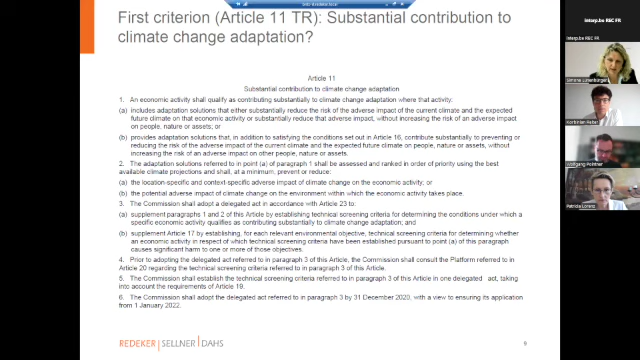 First criterion (Article 11 TR): Substantial contribution to
climate change adaptation?
Article 11
Substantial contribution to climate change adaptation
1. An economic activity shall qualify as contributing substantially to climate change adaptation where that activity:
(a) includes adaptation solutions that either substantially reduce the risk of the adverse impact of the current climate and the expected
future climate on that economic activity or substantially reduce that adverse impact, without increasing the risk of an adverse impact
on people, nature or assets; or
(b) provides adaptation solutions that, in addition to satisfying the conditions set out in Article 16, contribute substantially to preventing or
reducing the risk of the adverse impact of the current climate and the expected future climate on people, nature or assets, without
increasing the risk of an adverse impact on other people, nature or assets.
2. The adaptation solutions referred to in point (a) of paragraph 1 shall be assessed and ranked in order of priority using the best
available climate projections and shall, at a minimum, prevent or reduce:
(a) the location-specific and context-specific adverse impact of climate change on the economic activity; or
(b) the potential adverse impact of climate change on the environment within which the economic activity takes place.
3. The Commission shall adopt a delegated act in accordance with Article 23 to:
(a) supplement paragraphs 1 and 2 of this Article by establishing technical screening criteria for determining the conditions under which a
specific economic activity qualifies as contributing substantially to climate change adaptation; and
(b) supplement Article 17 by establishing, for each relevant environmental objective, technical screening criteria for determining whether
an economic activity in respect of which technical screening criteria have been established pursuant to point (a) of this paragraph
causes significant harm to one or more of those objectives.
4. Prior to adopting the delegated act referred to in paragraph 3 of this Article, the Commission shall consult the Platform referred to in
Article 20 regarding the technical screening criteria referred to in paragraph 3 of this Article.
5. The Commission shall establish the technical screening criteria referred to in paragraph 3 of this Article in one delegated act, taking
into account the requirements of Article 19.
6. The Commission shall adopt the delegated act referred to in paragraph 3 by 31 December 2020, with a view to ensuring its application
from 1 January 2022.
REDEKER | SELLNER | DAHS
9
Interp.be REC FR
Interp.be REC FR
Simone Lünenbürger
Wolfgang
Patricia Lorenz